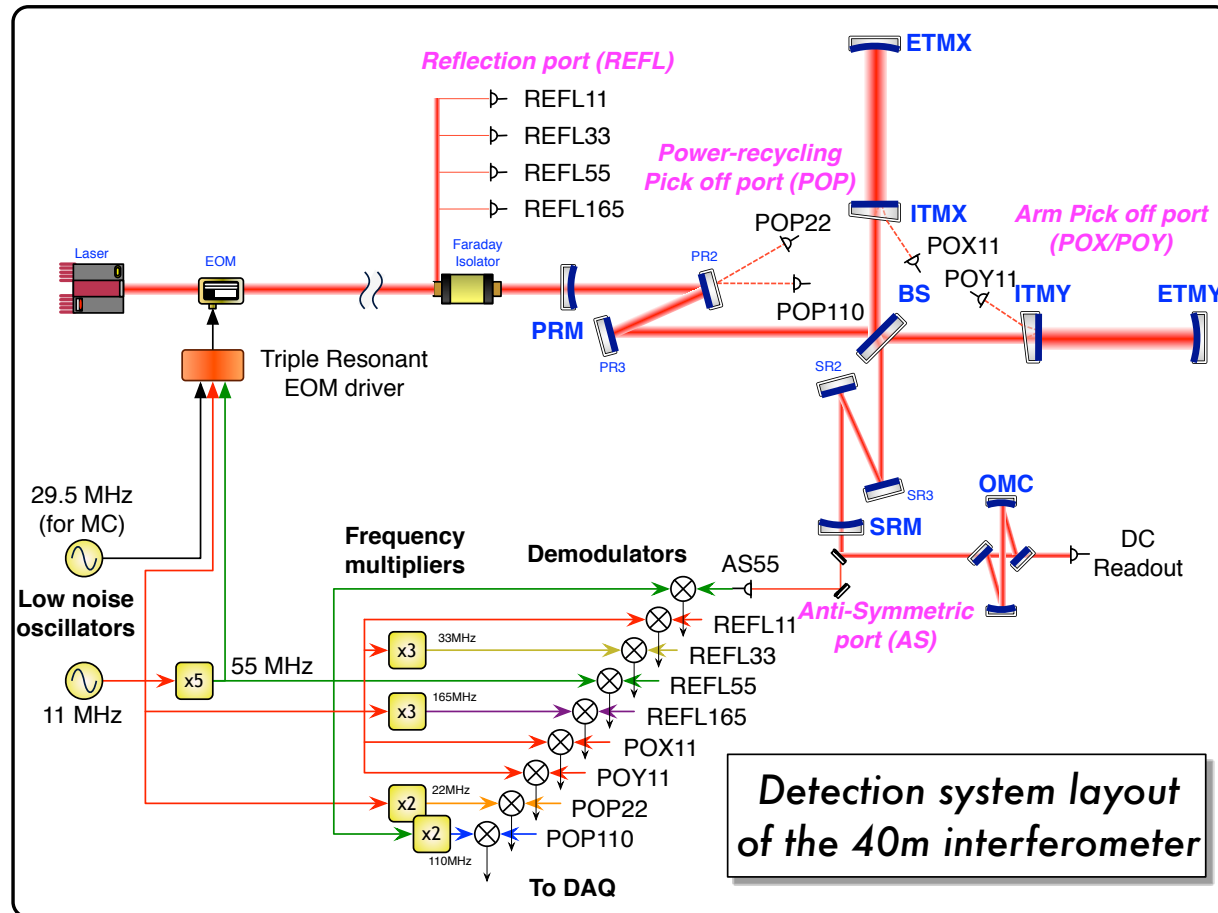 ETMX
Reflection port (REFL)
REFL11
REFL33
REFL55
REFL165
Power-recycling
Pick off port (POP)
ITMX
Arm Pick off port
(POX/POY)
POP22
POX11
POY11
Laser
EOM
Faraday
Isolator
PR2
BS
ITMY
ETMY
POP110
PRM
PR3
Triple Resonant
EOM driver
SR2
SR3
OMC
SRM
DC
Readout
29.5 MHz
(for MC)
Frequency
multipliers
Demodulators
AS55
Anti-Symmetric
port (AS)
Low noise
oscillators
REFL11
x3
33MHz
REFL33
x5
55 MHz
REFL55
11 MHz
x3
165MHz
REFL165
POX11
POY11
x2
22MHz
POP22
x2
110MHz
POP110
To DAQ
Detection system layout
of the 40m interferometer